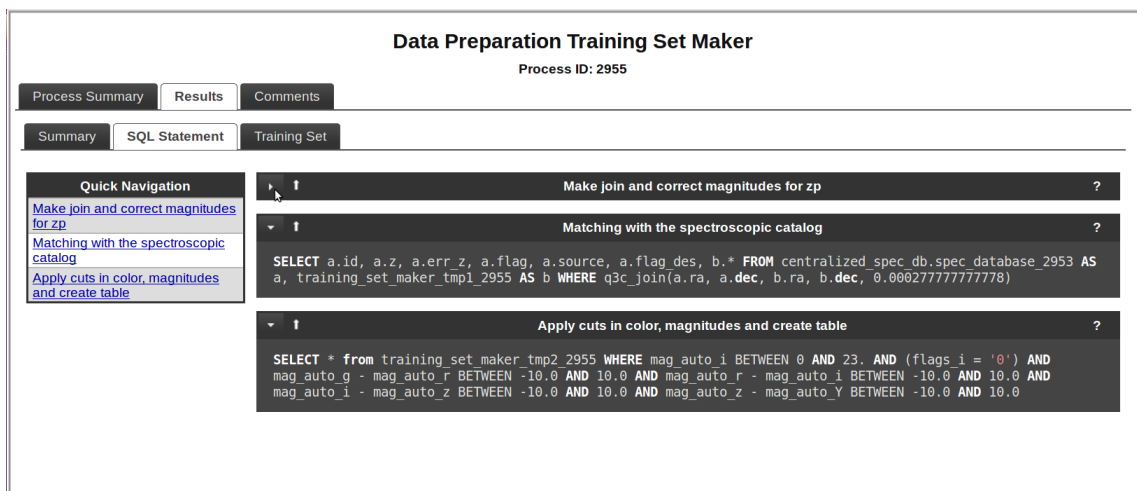 Data Preparation Training Set Maker
Process ID: 2955
Process Summary
Results
Comments
Summary
SQL Statement
Training Set
Quick Navigation
Make join and correct magnitudes
for zp
Matching with the spectroscopic
catalog
Apply cuts in color, magnitudes
and create table
Make join and correct magnitudes for zp ?
Matching with the spectroscopic catalog ?
SELECT a.id, a.z, a.err_z, a.flag, a.source, a.flag_des, b.* FROM centralized_spec_db.spec_database_2953 AS
a, training_set_maker_tmp1_2955 AS b WHERE q3c_join(a.ra, a.dec, b.ra, b.dec, 0.000277777777778)
Apply cuts in color, magnitudes and create table ?
SELECT * from training_set_maker_tmp2_2955 WHERE mag_auto_i BETWEEN 0 AND 23. AND (flags_i = '0') AND
mag_auto_g - mag_auto_r BETWEEN -10.0 AND 10.0 AND mag_auto_r - mag_auto_i BETWEEN -10.0 AND 10.0 AND
mag_auto_i - mag_auto_z BETWEEN -10.0 AND 10.0 AND mag_auto_z - mag_auto_Y BETWEEN -10.0 AND 10.0